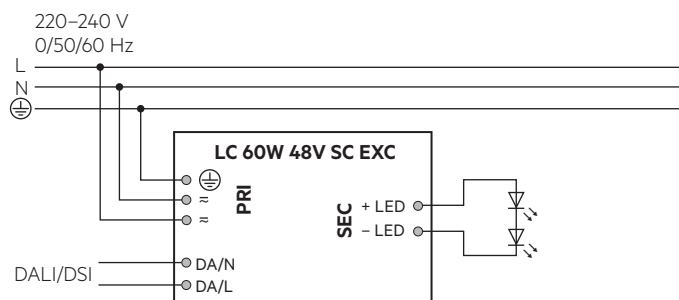 220–240 V
0/50/60 Hz
L
N
LC 60W 48V SC EXC
PRI
≂
≂
SEC
+ LED
– LED
DALI/DSI
DA/N
DA/L